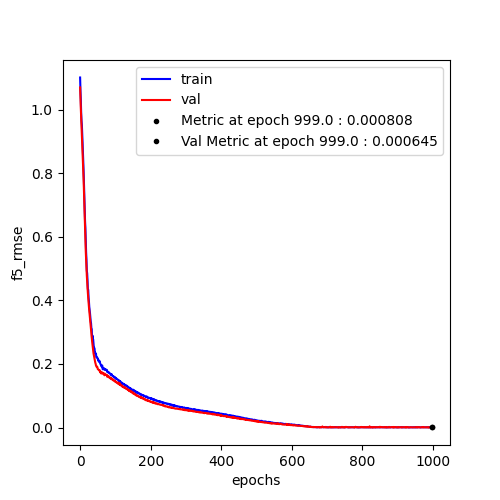 train
val
Metric at epoch 999.0 : 0.000808
Val Metric at epoch 999.0 : 0.000645
1.0
0.8
0.6
0.4
0.2
0.0
f5_rmse
0 200 400 600 800 1000
epochs